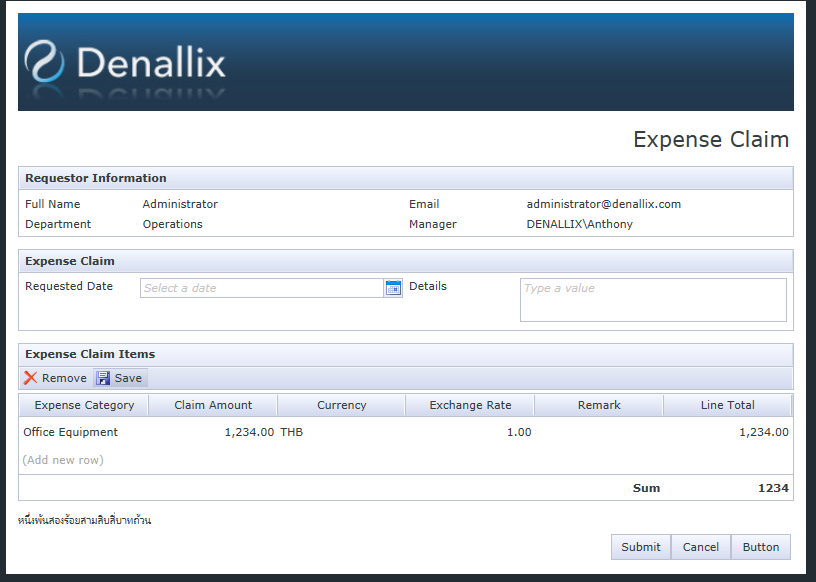 Denallix
Expense Claim
Requestor Information
Full Name Administrator Email administrator@denallix.com
Department Operations Manager DENALLIX\Anthony
Expense Claim
Requested Date Select a date Details Type a value
Expense Claim Items
Remove Save
Expense Category Claim Amount Currency Exchange Rate Remark Line Total
Office Equipment 1,234.00 THB 1.00 1,234.00
(Add new row)
Sum 1234
หนึ่งพันสองร้อยสามสิบสี่บาทถ้วน
Submit Cancel Button